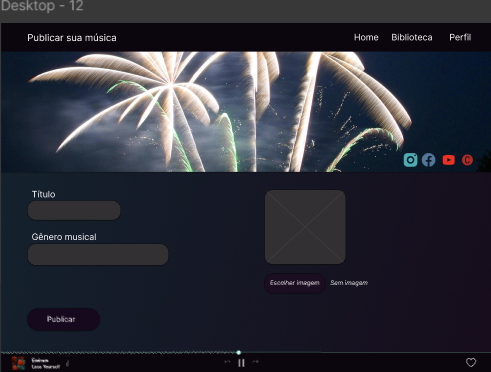 Desktop - 12
Publicar sua música
Home Biblioteca Perfil
Título
Gênero musical
Escolher imagem Sem imagem
Publicar
Eminem
Lose Yourself